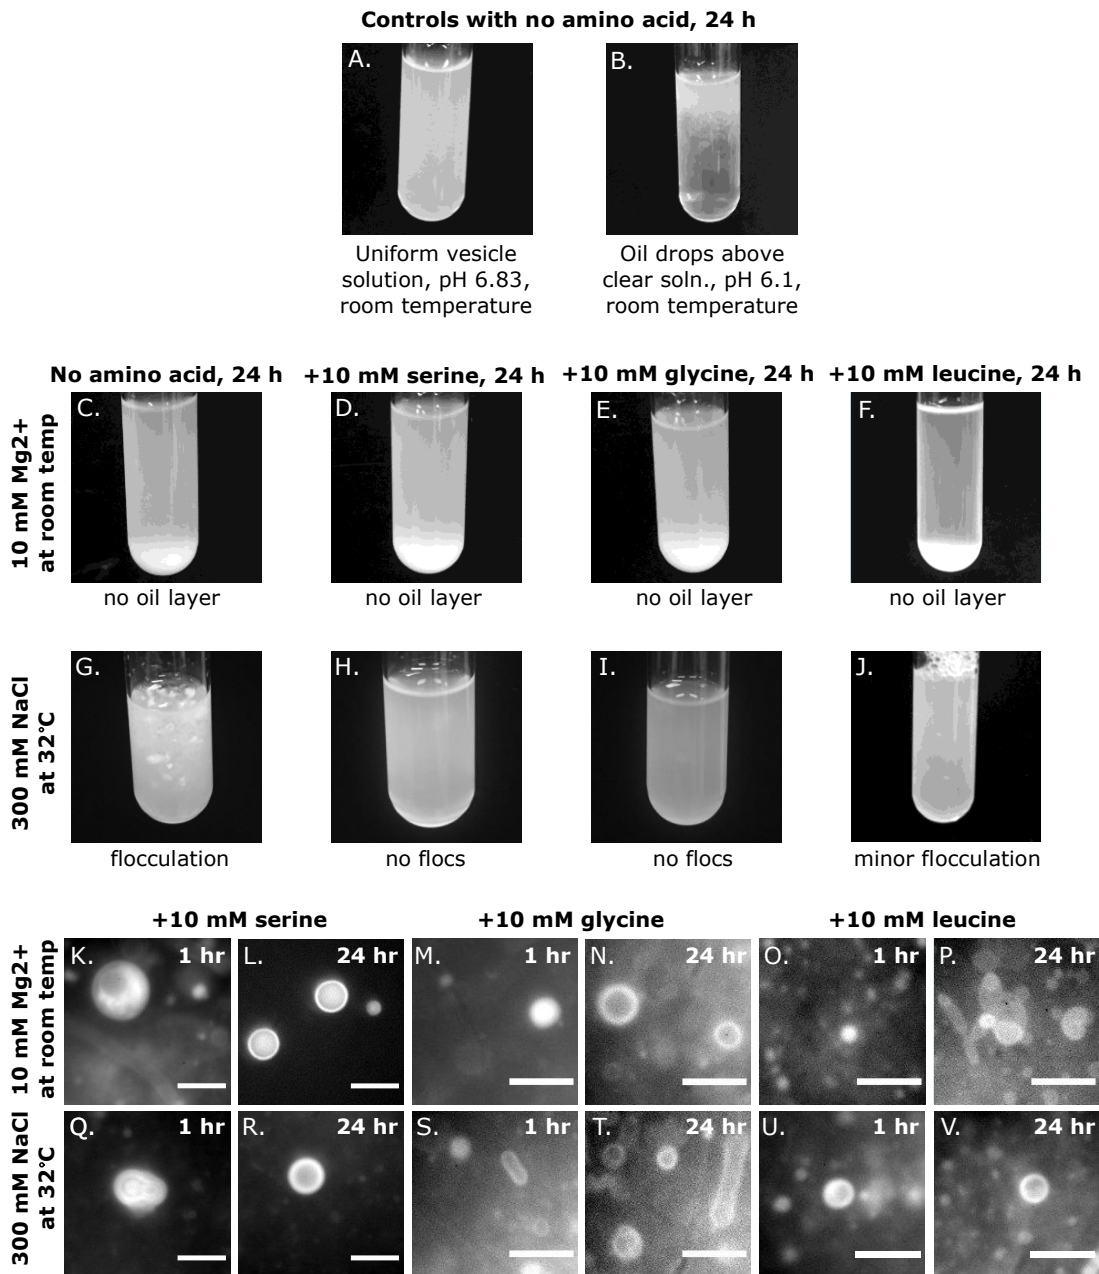 Controls with no amino acid, 24 h
A.
B.
Uniform vesicle
solution, pH 6.83,
room temperature
Oil drops above
clear soln., pH 6.1,
room temperature
No amino acid, 24 h
+10 mM serine, 24 h
+10 mM glycine, 24 h
+10 mM leucine, 24 h
10 mM Mg2+
at room temp
C.
D.
E.
F.
no oil layer
no oil layer
no oil layer
no oil layer
300 mM NaCl
at 32°C
G.
H.
I.
J.
flocculation
no flocs
no flocs
minor flocculation
+10 mM serine
+10 mM glycine
+10 mM leucine
10 mM Mg2+
at room temp
K. 1 hr
L. 24 hr
M. 1 hr
N. 24 hr
O. 1 hr
P. 24 hr
300 mM NaCl
at 32°C
Q. 1 hr
R. 24 hr
S. 1 hr
T. 24 hr
U. 1 hr
V. 24 hr